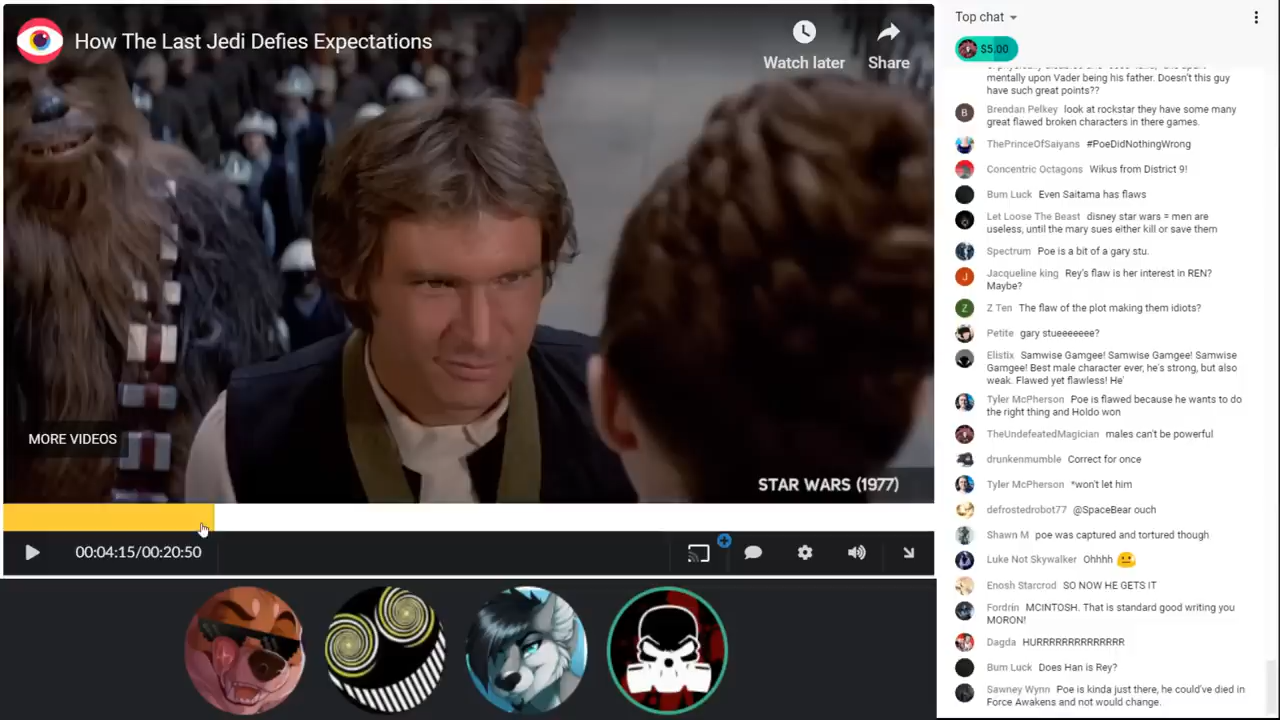 How The Last Jedi Defies Expectations
Watch later
Share
MORE VIDEOS
STAR WARS (1977)
00:04:15/00:20:50
Top chat
$5.00
mentally upon Vader being his father. Doesn't this guy
have such great points??
B
Brendan Pelkey look at rockstar they have some many
great flawed broken characters in there games.
ThePrinceOfSaiyans #PoeDidNothingWrong
Concentric Octagons Wikus from District 9!
Bum Luck Even Saitama has flaws
Let Loose The Beast disney star wars = men are
useless, until the mary sues either kill or save them
Spectrum Poe is a bit of a gary stu.
J
Jacqueline king Rey's flaw is her interest in REN?
Maybe?
Z
Z Ten The flaw of the plot making them idiots?
Petite gary stueeeeeee?
Elistix Samwise Gamgee! Samwise Gamgee! Samwise
Gamgee! Best male character ever, he's strong, but also
weak. Flawed yet flawless! He'
Tyler McPherson Poe is flawed because he wants to do
the right thing and Holdo won
TheUndefeatedMagician males can't be powerful
drunkenmumble Correct for once
Tyler McPherson *won't let him
defrostedrobot77 @SpaceBear ouch
Shawn M poe was captured and tortured though
Luke Not Skywalker Ohhhh 😐
Enosh Starcrod SO NOW HE GETS IT
Fordrin MCINTOSH. That is standard good writing you
MORON!
Dagda HURRRRRRRRRRRRRR
Bum Luck Does Han is Rey?
Sawney Wynn Poe is kinda just there, he could've died in
Force Awakens and not would change.